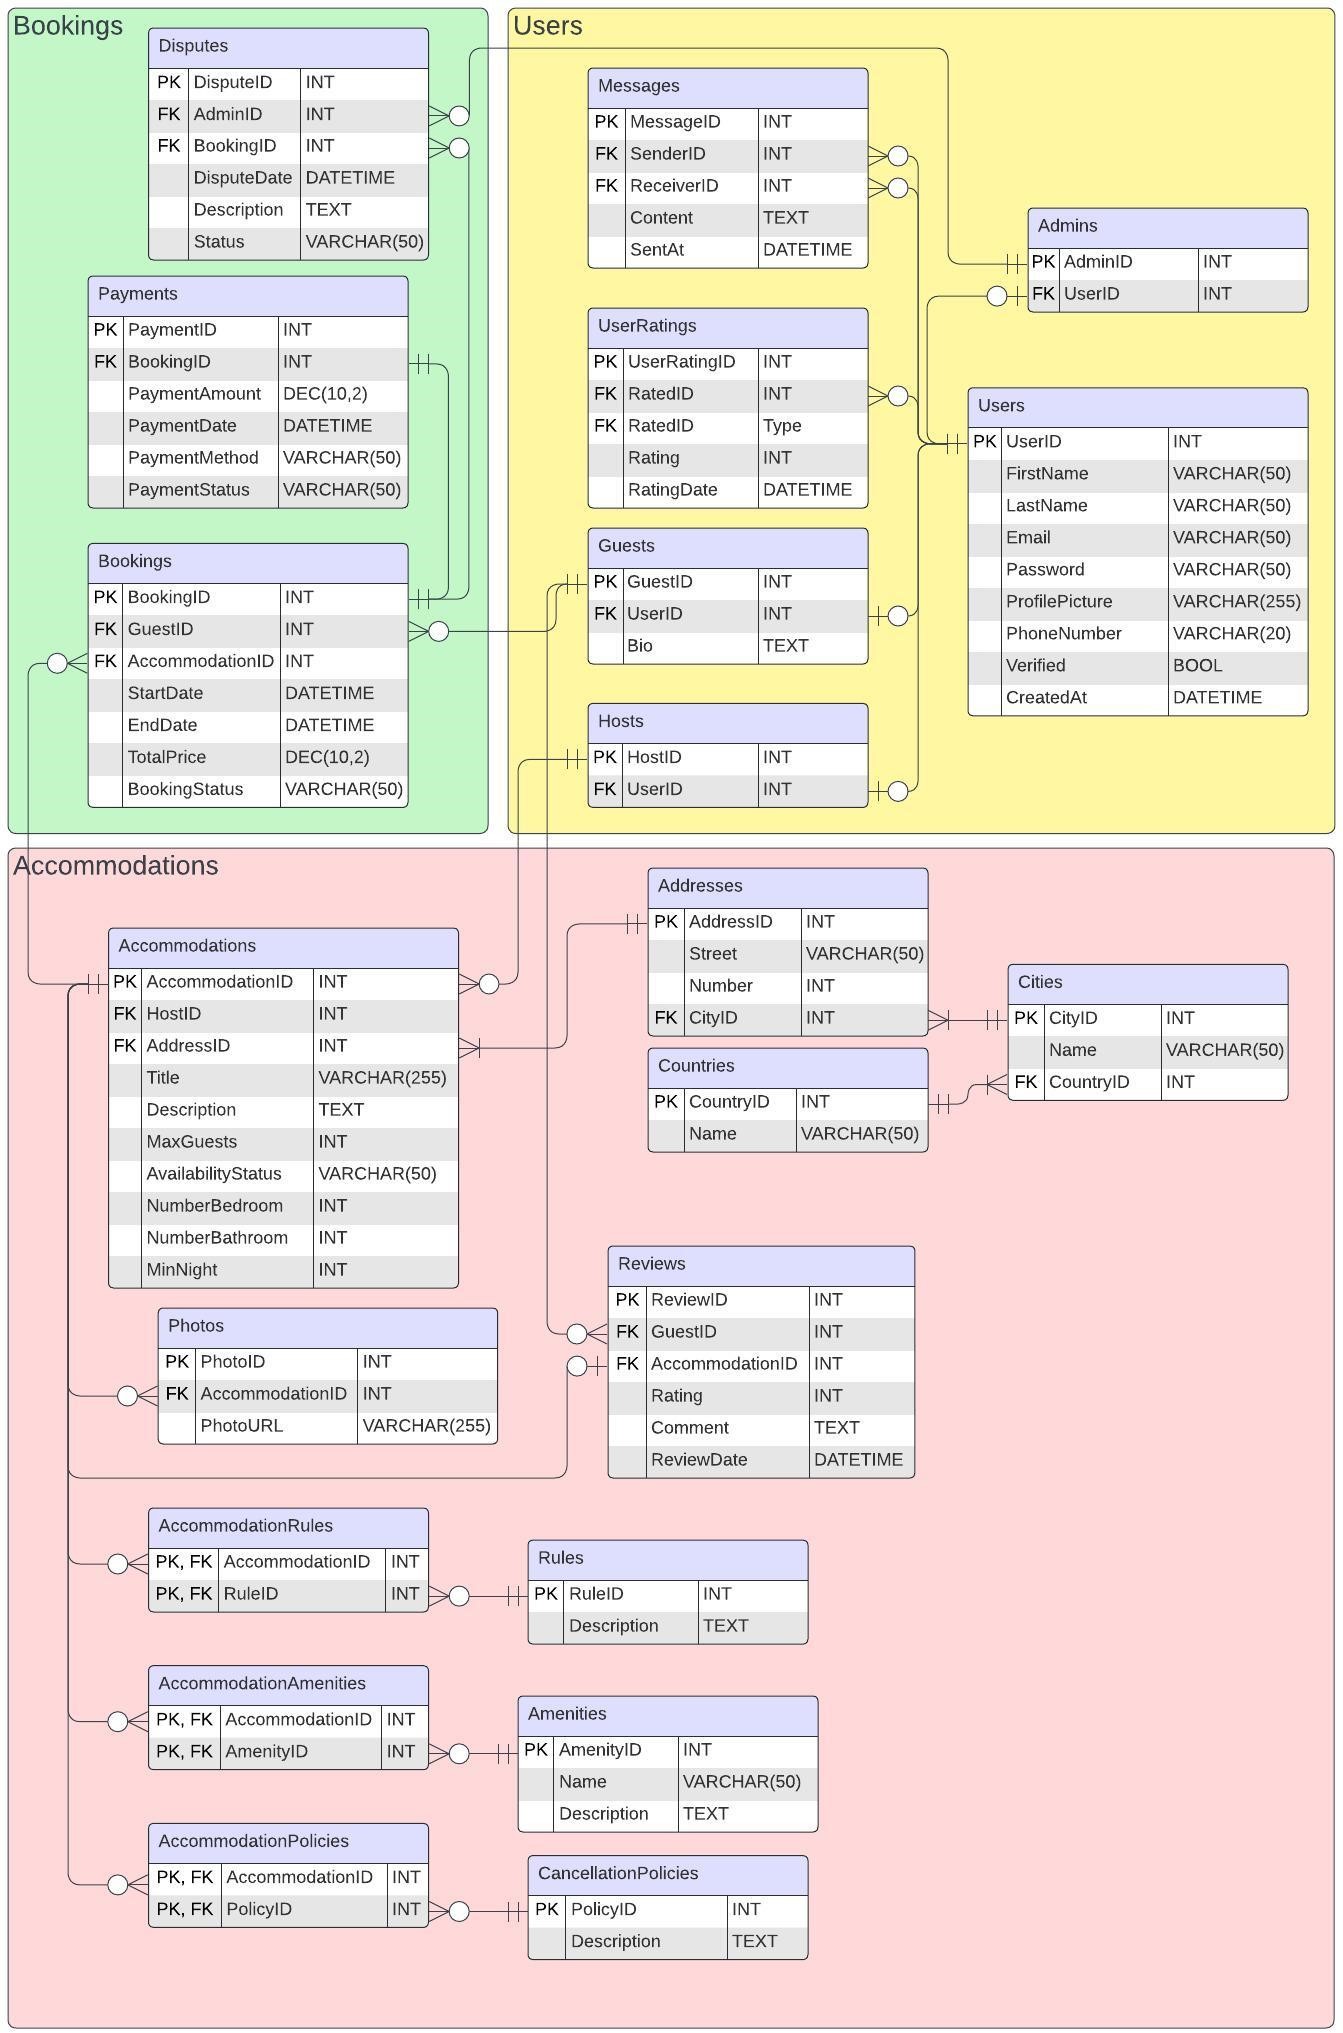 Bookings
Disputes
PK DisputeID INT
FK AdminID INT
FK BookingID INT
DisputeDate DATETIME
Description TEXT
Status VARCHAR(50)
Payments
PK PaymentID INT
FK BookingID INT
PaymentAmount DEC(10,2)
PaymentDate DATETIME
PaymentMethod VARCHAR(50)
PaymentStatus VARCHAR(50)
Bookings
PK BookingID INT
FK GuestID INT
FK AccommodationID INT
StartDate DATETIME
EndDate DATETIME
TotalPrice DEC(10,2)
BookingStatus VARCHAR(50)
Users
Messages
PK MessageID INT
FK SenderID INT
FK ReceiverID INT
Content TEXT
SentAt DATETIME
UserRatings
PK UserRatingID INT
FK RatedID INT
FK RatedID Type
Rating INT
RatingDate DATETIME
Guests
PK GuestID INT
FK UserID INT
Bio TEXT
Hosts
PK HostID INT
FK UserID INT
Admins
PK AdminID INT
FK UserID INT
Users
PK UserID INT
FirstName VARCHAR(50)
LastName VARCHAR(50)
Email VARCHAR(50)
Password VARCHAR(50)
ProfilePicture VARCHAR(255)
PhoneNumber VARCHAR(20)
Verified BOOL
CreatedAt DATETIME
Accommodations
Accommodations
PK AccommodationID INT
FK HostID INT
FK AddressID INT
Title VARCHAR(255)
Description TEXT
MaxGuests INT
AvailabilityStatus VARCHAR(50)
NumberBedroom INT
NumberBathroom INT
MinNight INT
Addresses
PK AddressID INT
Street VARCHAR(50)
Number INT
FK CityID INT
Cities
PK CityID INT
Name VARCHAR(50)
FK CountryID INT
Countries
PK CountryID INT
Name VARCHAR(50)
Reviews
PK ReviewID INT
FK GuestID INT
FK AccommodationID INT
Rating INT
Comment TEXT
ReviewDate DATETIME
Photos
PK PhotoID INT
FK AccommodationID INT
PhotoURL VARCHAR(255)
AccommodationRules
PK, FK AccommodationID INT
PK, FK RuleID INT
Rules
PK RuleID INT
Description TEXT
AccommodationAmenities
PK, FK AccommodationID INT
PK, FK AmenityID INT
Amenities
PK AmenityID INT
Name VARCHAR(50)
Description TEXT
AccommodationPolicies
PK, FK AccommodationID INT
PK, FK PolicyID INT
CancellationPolicies
PK PolicyID INT
Description TEXT